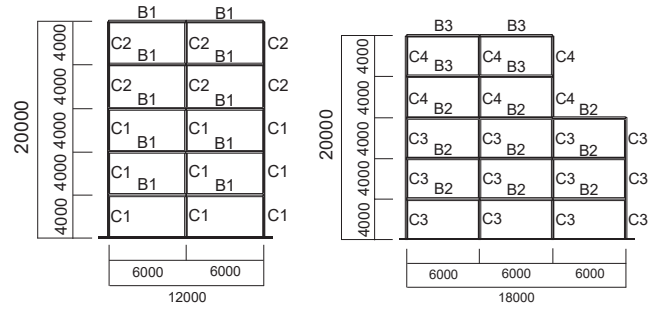 B1 B1
4000 C2 C2 C2
B1 B1
4000 C2 C2 C2
B1 B1
20000
4000 C1 C1 C1
B1 B1
4000 C1 C1 C1
B1 B1
4000 C1 C1 C1
6000 6000
12000
B3 B3
4000 C4 C4 C4
B3 B3
4000 C4 C4 C4
B2 B2 B2
20000
4000 C3 C3 C3 C3
B2 B2 B2
4000 C3 C3 C3 C3
B2 B2 B2
4000 C3 C3 C3 C3
6000 6000 6000
18000